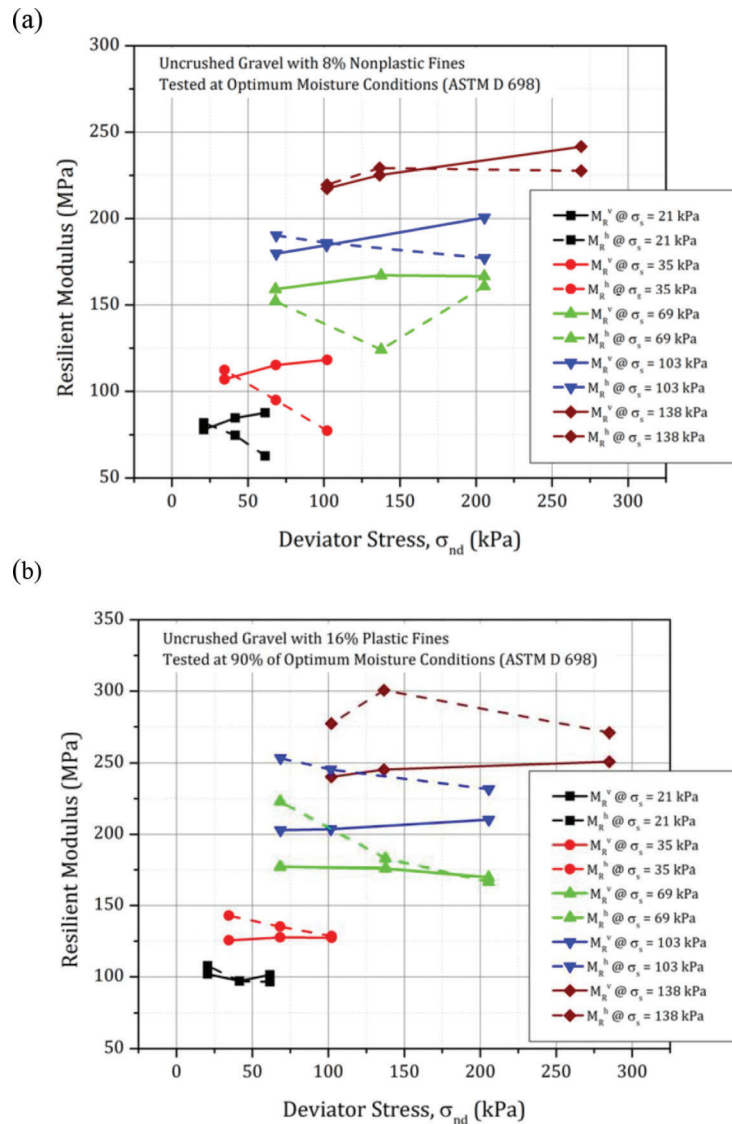 (a)
300
250
200
150
100
50
Resilient Modulus (MPa)
Uncrushed Gravel with 8% Nonplastic Fines
Tested at Optimum Moisture Conditions (ASTM D 698)
M_R^v @ σ_s = 21 kPa
M_R^h @ σ_s = 21 kPa
M_R^v @ σ_s = 35 kPa
M_R^h @ σ_s = 35 kPa
M_R^v @ σ_s = 69 kPa
M_R^h @ σ_s = 69 kPa
M_R^v @ σ_s = 103 kPa
M_R^h @ σ_s = 103 kPa
M_R^v @ σ_s = 138 kPa
M_R^h @ σ_s = 138 kPa
0 50 100 150 200 250 300
Deviator Stress, σ_nd (kPa)
(b)
350
300
250
200
150
100
50
Resilient Modulus (MPa)
Uncrushed Gravel with 16% Plastic Fines
Tested at 90% of Optimum Moisture Conditions (ASTM D 698)
M_R^v @ σ_s = 21 kPa
M_R^h @ σ_s = 21 kPa
M_R^v @ σ_s = 35 kPa
M_R^h @ σ_s = 35 kPa
M_R^v @ σ_s = 69 kPa
M_R^h @ σ_s = 69 kPa
M_R^v @ σ_s = 103 kPa
M_R^h @ σ_s = 103 kPa
M_R^v @ σ_s = 138 kPa
M_R^h @ σ_s = 138 kPa
0 50 100 150 200 250 300
Deviator Stress, σ_nd (kPa)